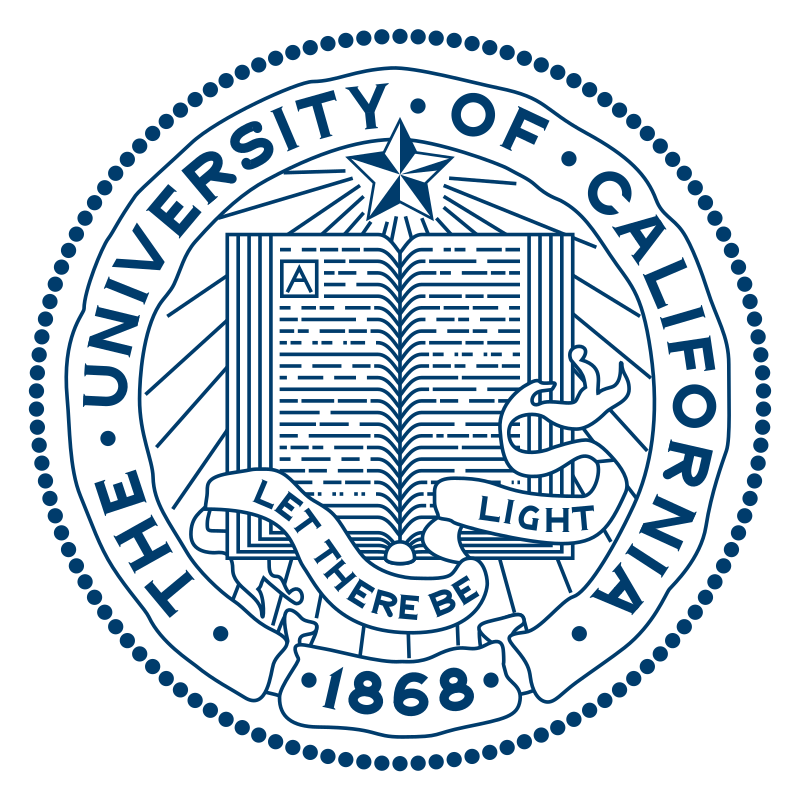 THE · UNIVERSITY · OF · CALIFORNIA
A
LET THERE BE
LIGHT
· 1868 ·